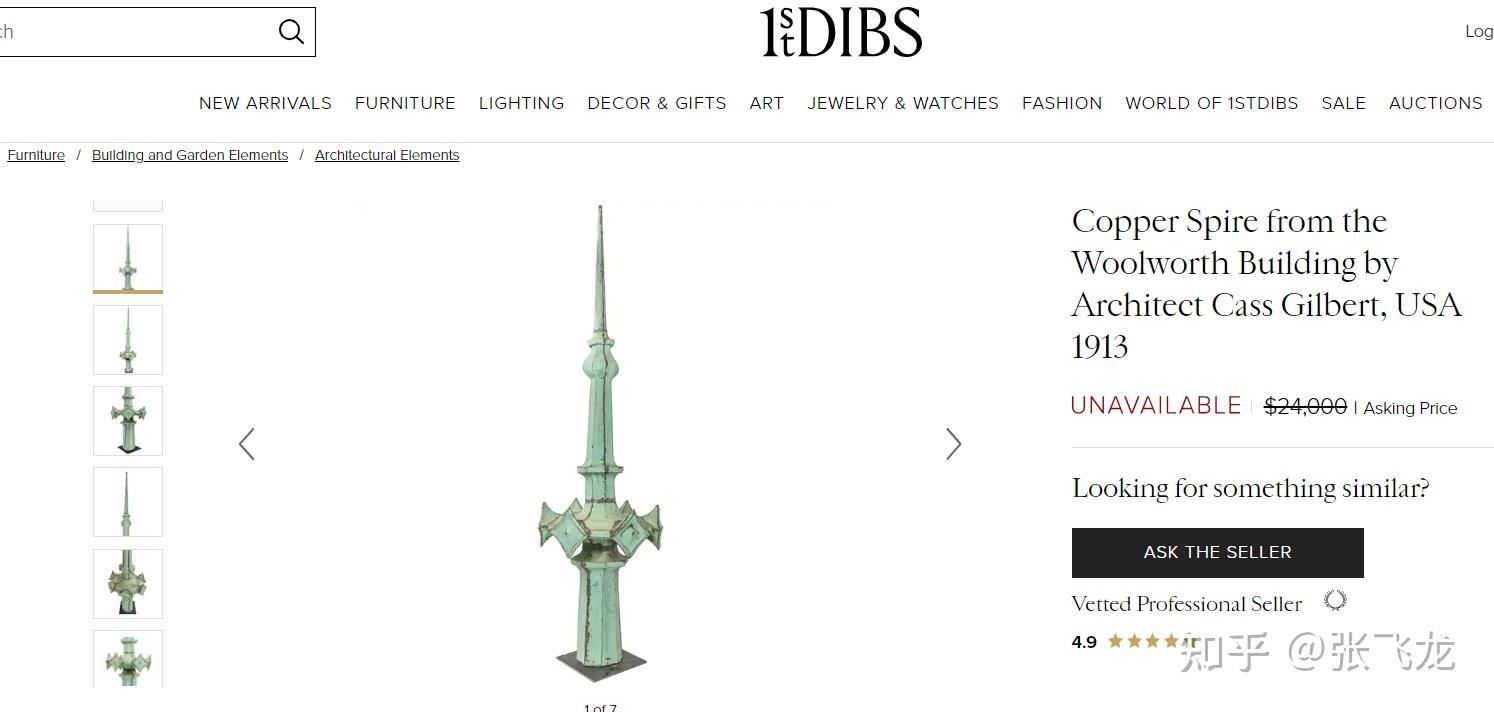 ch
1stDIBS
Log
NEW ARRIVALS FURNITURE LIGHTING DECOR & GIFTS ART JEWELRY & WATCHES FASHION WORLD OF 1STDIBS SALE AUCTIONS
Furniture / Building and Garden Elements / Architectural Elements
Copper Spire from the
Woolworth Building by
Architect Cass Gilbert, USA
1913
UNAVAILABLE | $24,000 | Asking Price
Looking for something similar?
ASK THE SELLER
Vetted Professional Seller
4.9
知乎 @张飞龙
1 of 7